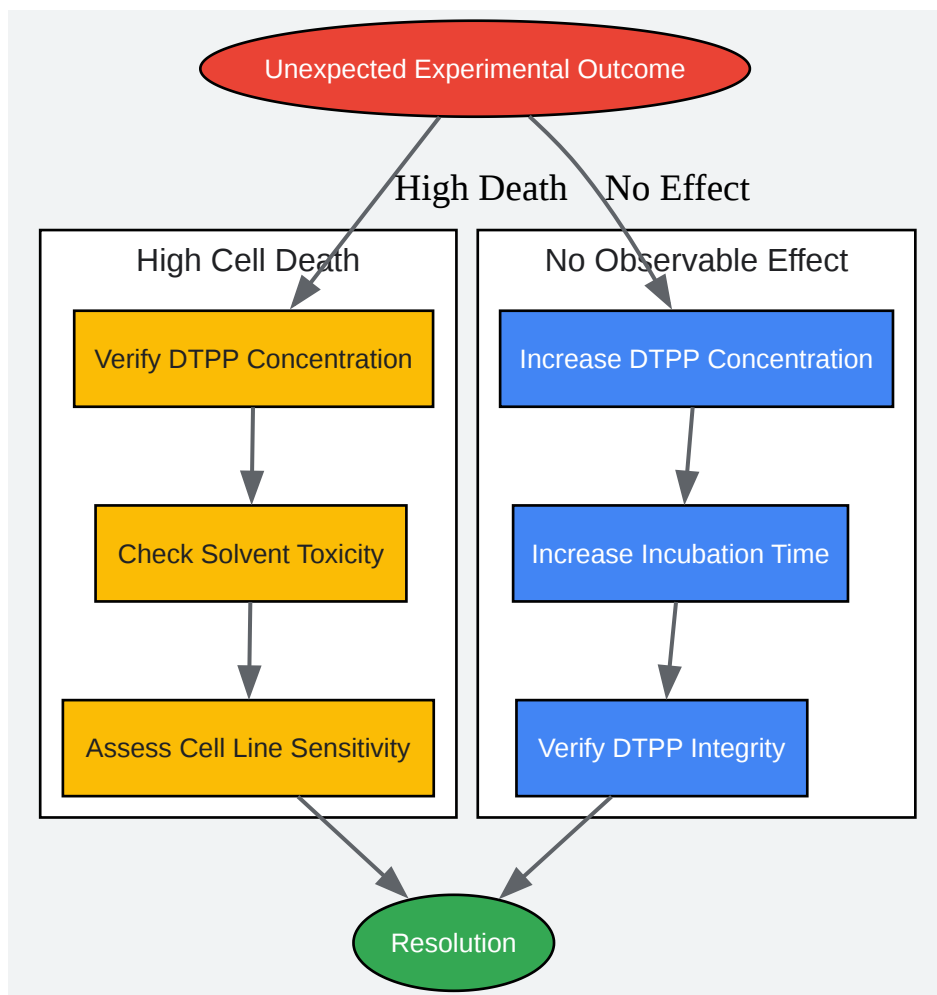 Unexpected Experimental Outcome
High Death
No Effect
High Cell Death
Verify DTPP Concentration
Check Solvent Toxicity
Assess Cell Line Sensitivity
No Observable Effect
Increase DTPP Concentration
Increase Incubation Time
Verify DTPP Integrity
Resolution